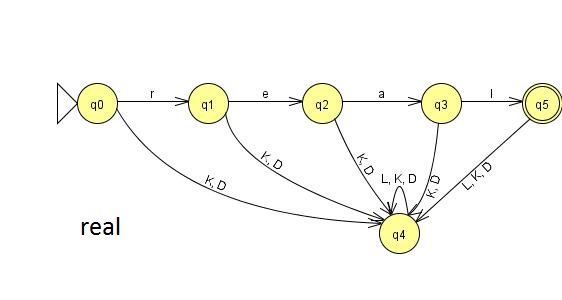 q0 r q1 e q2 a q3 l q5
K, D K, D K, D L, K, D K, D L, K, D
q4
real